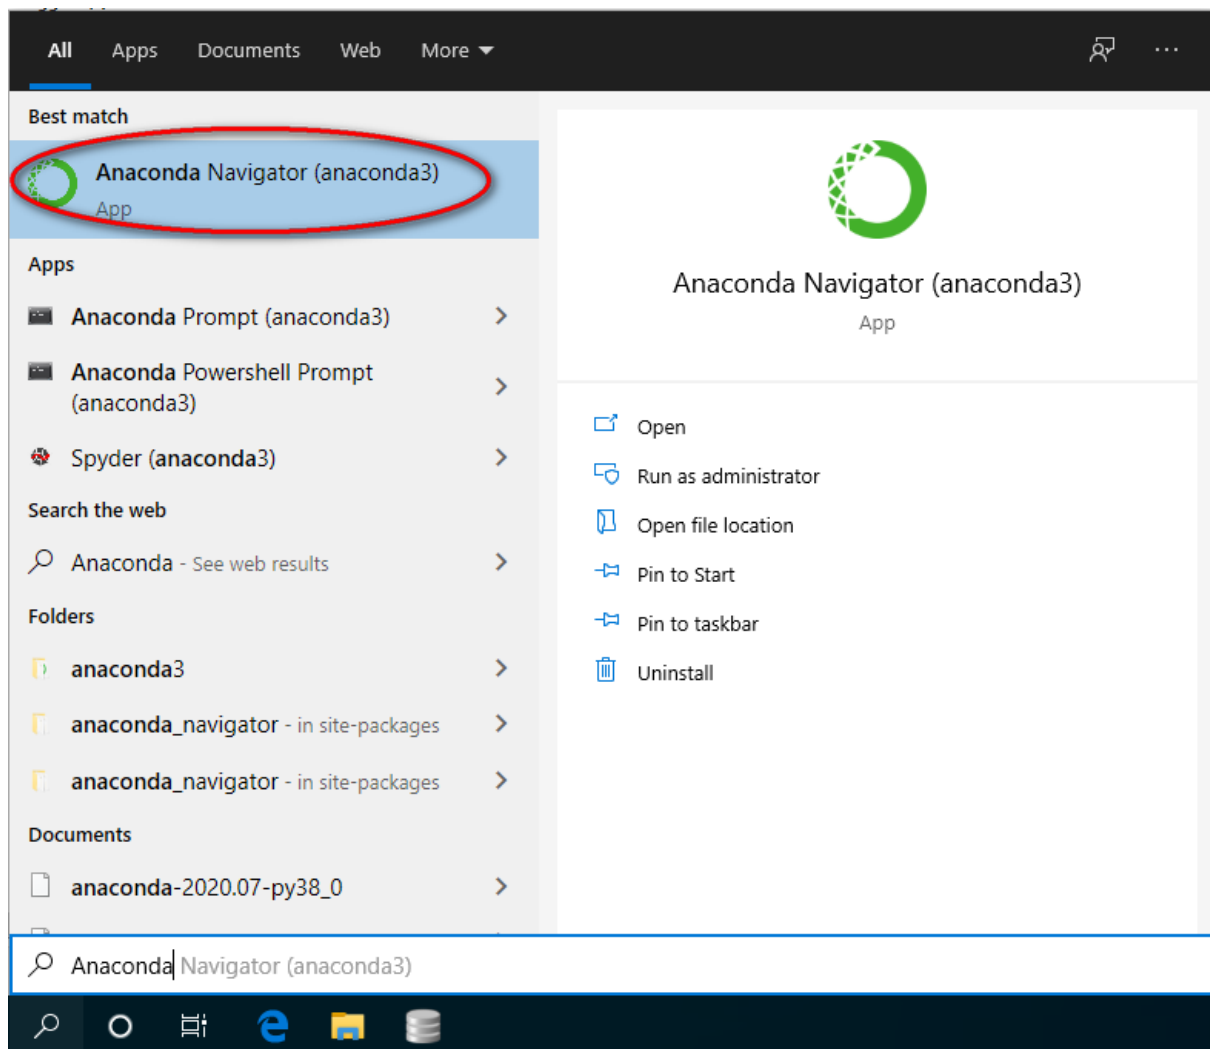 All Apps Documents Web More
Best match
Anaconda Navigator (anaconda3)
App
Apps
Anaconda Prompt (anaconda3)
Anaconda Powershell Prompt
(anaconda3)
Spyder (anaconda3)
Search the web
Anaconda - See web results
Folders
anaconda3
anaconda_navigator - in site-packages
anaconda_navigator - in site-packages
Documents
anaconda-2020.07-py38_0
Anaconda Navigator (anaconda3)
Anaconda Navigator (anaconda3)
App
Open
Run as administrator
Open file location
Pin to Start
Pin to taskbar
Uninstall